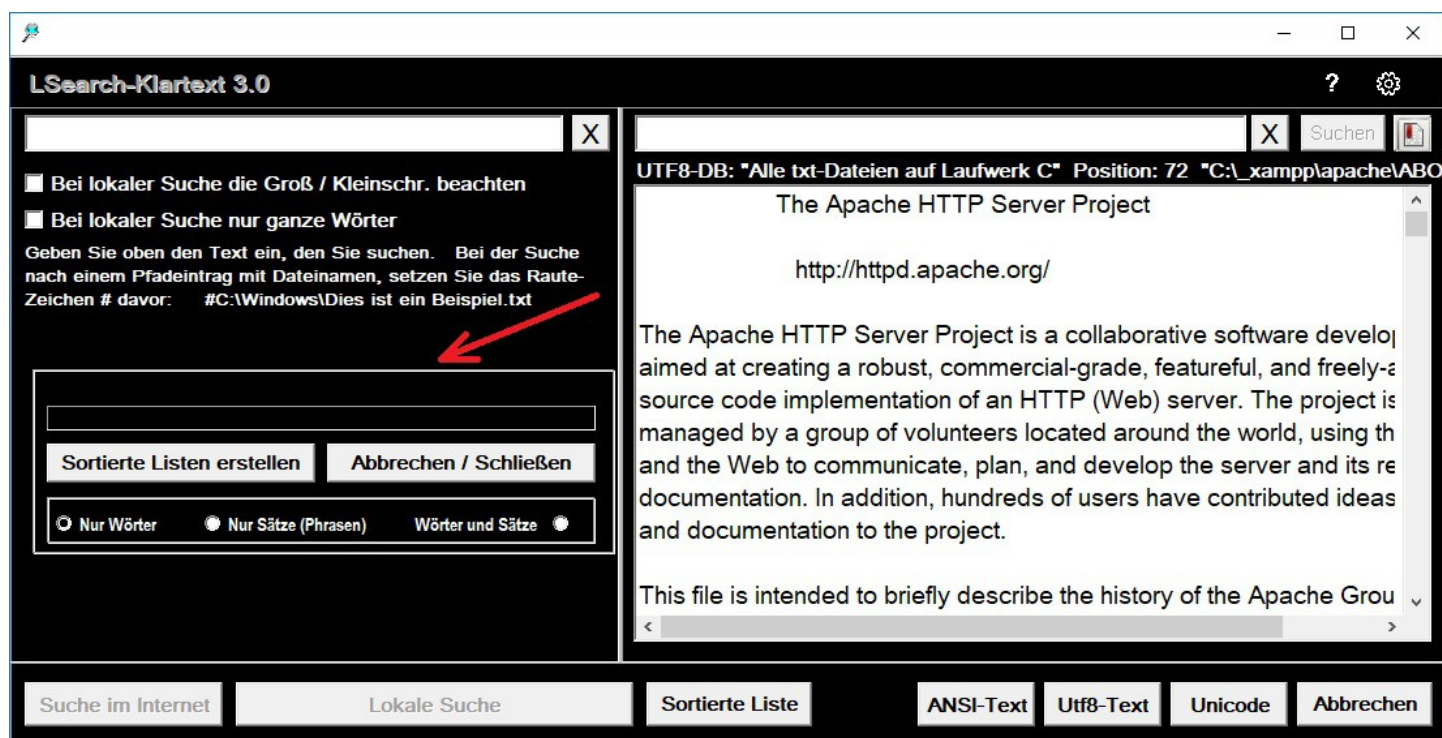 LSearch-Klartext 3.0
?
X
X
Suchen
Bei lokaler Suche die Groß / Kleinschr. beachten
Bei lokaler Suche nur ganze Wörter
Geben Sie oben den Text ein, den Sie suchen. Bei der Suche
nach einem Pfadeintrag mit Dateinamen, setzen Sie das Raute-
Zeichen # davor: #C:\Windows\Dies ist ein Beispiel.txt
Sortierte Listen erstellen
Abbrechen / Schließen
Nur Wörter
Nur Sätze (Phrasen)
Wörter und Sätze
UTF8-DB: "Alle txt-Dateien auf Laufwerk C" Position: 72 "C:\_xampp\apache\ABO
The Apache HTTP Server Project
http://httpd.apache.org/
The Apache HTTP Server Project is a collaborative software develop
aimed at creating a robust, commercial-grade, featureful, and freely-a
source code implementation of an HTTP (Web) server. The project is
managed by a group of volunteers located around the world, using th
and the Web to communicate, plan, and develop the server and its re
documentation. In addition, hundreds of users have contributed ideas
and documentation to the project.
This file is intended to briefly describe the history of the Apache Grou
Suche im Internet
Lokale Suche
Sortierte Liste
ANSI-Text
Utf8-Text
Unicode
Abbrechen